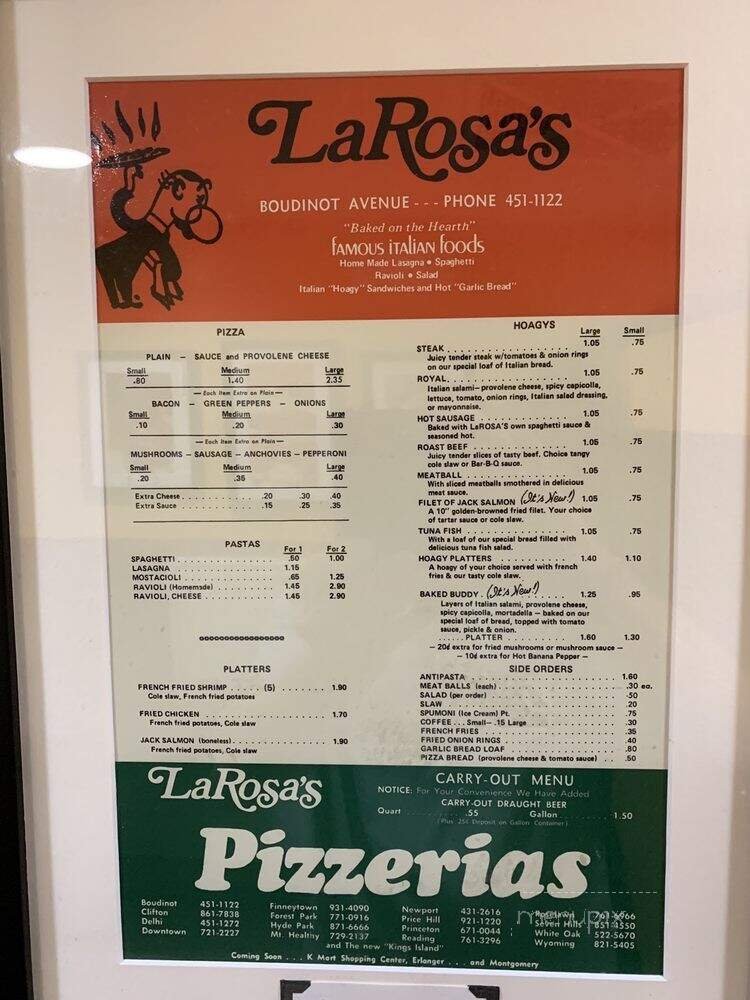 LaRosa's
BOUDINOT AVENUE - - - PHONE 451-1122
"Baked on the Hearth"
famous italian foods
Home Made Lasagna • Spaghetti
Ravioli • Salad
Italian "Hoagy" Sandwiches and Hot "Garlic Bread"
PIZZA
PLAIN — SAUCE and PROVOLENE CHEESE
Small Medium Large
.80 1.40 2.35
— Each Item Extra on Plain —
BACON - GREEN PEPPERS - ONIONS
Small Medium Large
.10 .20 .30
— Each Item Extra on Plain —
MUSHROOMS - SAUSAGE - ANCHOVIES - PEPPERONI
Small Medium Large
.20 .35 .40
Extra Cheese . . . . . . . . . . . . .20 .30 .40
Extra Sauce . . . . . . . . . . . . .15 .25 .35
PASTAS
For 1 For 2
SPAGHETTI . . . . . . . . . . . . . .50 1.00
LASAGNA . . . . . . . . . . . . . 1.15
MOSTACIOLI . . . . . . . . . . . . .65 1.25
RAVIOLI (Homemade) . . . . . . . . 1.45 2.90
RAVIOLI, CHEESE . . . . . . . . . . 1.45 2.90
PLATTERS
FRENCH FRIED SHRIMP . . . . . (5) . . . . . . . 1.90
Cole slaw, French fried potatoes
FRIED CHICKEN . . . . . . . . . . . . . . . 1.70
French fried potatoes, Cole slaw
JACK SALMON (boneless) . . . . . . . . . . . 1.90
French fried potatoes, Cole slaw
HOAGYS
Large Small
STEAK . . . . . . . . . . . . 1.05 .75
Juicy tender steak w/tomatoes & onion rings
on our special loaf of Italian bread.
ROYAL . . . . . . . . . . . . 1.05 .75
Italian salami—provolene cheese, spicy capicolla,
lettuce, tomato, onion rings, Italian salad dressing,
or mayonnaise.
HOT SAUSAGE . . . . . . . . . . 1.05 .75
Baked with LaROSA'S own spaghetti sauce &
seasoned hot.
ROAST BEEF . . . . . . . . . . 1.05 .75
Juicy tender slices of tasty beef. Choice tangy
cole slaw or Bar-B-Q sauce.
MEATBALL . . . . . . . . . . 1.05 .75
With sliced meatballs smothered in delicious
meat sauce.
FILET OF JACK SALMON (It's New!) 1.05 .75
A 10" golden-browned fried filet. Your choice
of tartar sauce or cole slaw.
TUNA FISH . . . . . . . . . . 1.05 .75
With a loaf of our special bread filled with
delicious tuna fish salad.
HOAGY PLATTERS . . . . . . . . 1.40 1.10
A hoagy of your choice served with french
fries & our tasty cole slaw.
BAKED BUDDY . (It's New!) . . . . . 1.25 .95
Layers of Italian salami, provolene cheese,
spicy capicolla, mortadella — baked on our
special loaf of bread, topped with tomato
sauce, pickle & onion.
. . . . . . PLATTER . . . . . . . . 1.60 1.30
— 20¢ extra for fried mushrooms or mushroom sauce —
— 10¢ extra for Hot Banana Pepper —
SIDE ORDERS
ANTIPASTA . . . . . . . . . . . . . . . . 1.60
MEAT BALLS (each) . . . . . . . . . . . . . .30 ea.
SALAD (per order) . . . . . . . . . . . . . .50
SLAW . . . . . . . . . . . . . . . . . . .20
SPUMONI (Ice Cream) Pt. . . . . . . . . . . .75
COFFEE . . . Small— .15 Large . . . . . . . .30
FRENCH FRIES . . . . . . . . . . . . . . . .35
FRIED ONION RINGS . . . . . . . . . . . . .40
GARLIC BREAD LOAF . . . . . . . . . . . . .80
PIZZA BREAD (provolene cheese & tomato sauce) . . .50
LaRosa's
CARRY-OUT MENU
NOTICE: For Your Convenience We Have Added
CARRY-OUT DRAUGHT BEER
Quart . . . . . . . . .55 Gallon . . . . . . . . 1.50
(Plus 25¢ Deposit on Gallon Container)
Pizzerias
Boudinot 451-1122
Clifton 861-7838
Delhi 451-1272
Downtown 721-2227
Finneytown 931-4090
Forest Park 771-0916
Hyde Park 871-6666
Mt. Healthy 729-2137
Newport 431-2616
Price Hill 921-1220
Princeton 671-0044
Reading 761-3296
Seven Hills 851-4550
White Oak 522-5670
Wyoming 821-5405
and The new "Kings Island"
Coming Soon . . . K Mart Shopping Center, Erlanger . . . and Montgomery
menupix